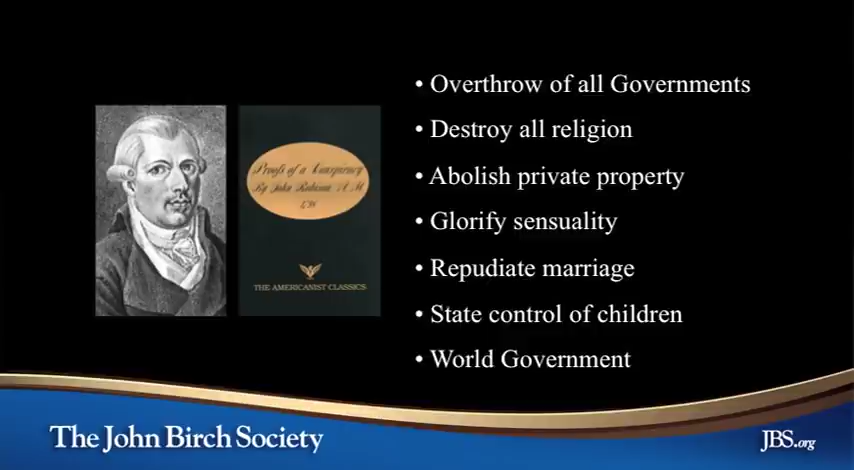 Proofs of a Conspiracy
By John Robison, A.M.
THE AMERICANIST CLASSICS
• Overthrow of all Governments
• Destroy all religion
• Abolish private property
• Glorify sensuality
• Repudiate marriage
• State control of children
• World Government
The John Birch Society
JBS.org